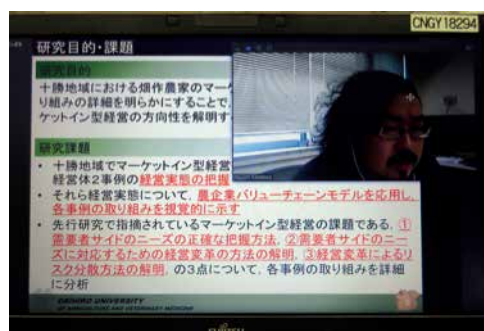 CNGY18294
研究目的・課題
研究目的
十勝地域における畑作農家のマー
り組みの詳細を明らかにすることで、
ケットイン型経営の方向性を解明す
研究課題
・ 十勝地域でマーケットイン型経営
経営体2事例の経営実態の把握
・ それら経営実態について、農企業バリューチェーンモデルを応用し、
各事例の取り組みを視覚的に示す
・ 先行研究で指摘されているマーケットイン型経営の課題である、①
需要者サイドのニーズの正確な把握方法、②需要者サイドのニー
ズに対応するための経営変革の方法の解明、③経営変革によるリ
スク分散方法の解明、の3点について、各事例の取り組みを詳細
に分析
OBIHIRO UNIVERSITY
OF AGRICULTURE AND VETERINARY MEDICINE